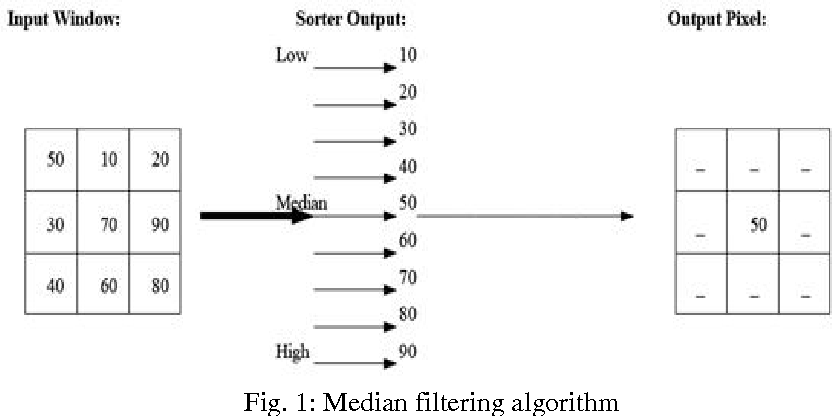 Input Window:
Sorter Output:
Output Pixel:
Low
10
20
30
40
Median
50
60
70
80
High
90
50 10 20
30 70 90
40 60 80
_ _ _
_ 50 _
_ _ _
Fig. 1: Median filtering algorithm